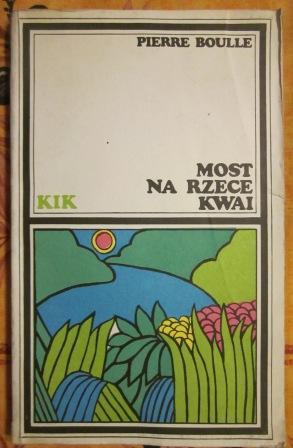 PIERRE BOULLE
MOST
NA RZECE
KWAI
KIK